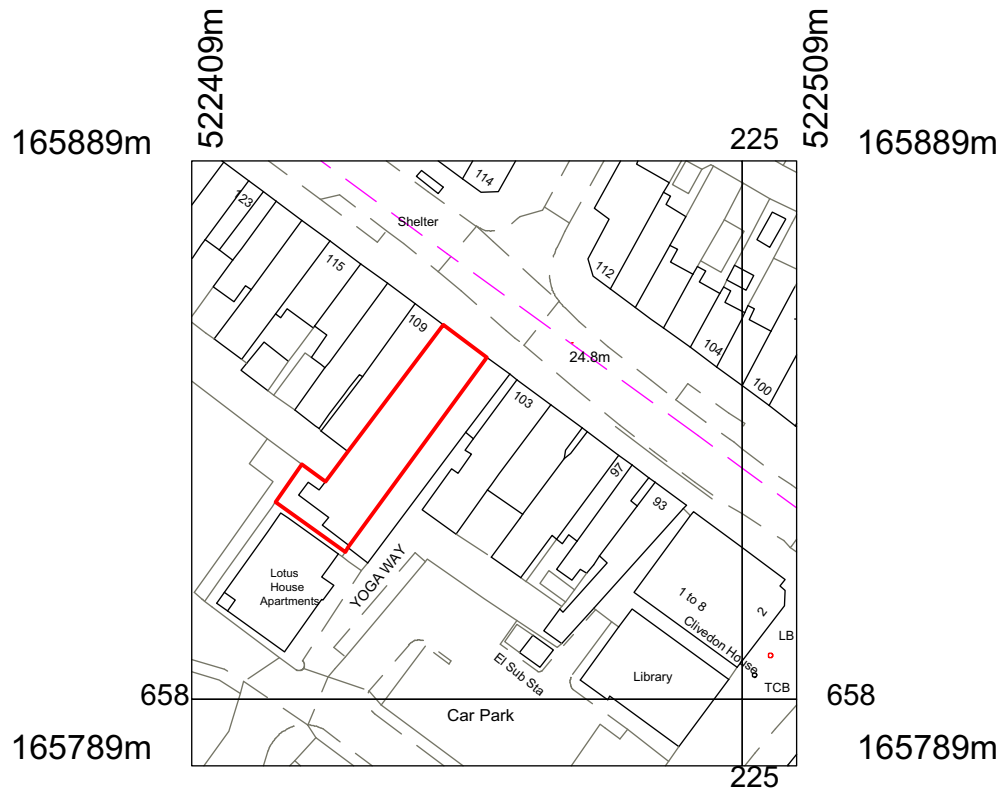 522409m
522509m
165889m
225
165889m
114
123
Shelter
115
112
109
24.8m
104
100
103
97
93
Lotus
House
Apartments
YOGA WAY
1 to 8
Clivedon House
2
LB
El Sub Sta
Library
TCB
658
658
Car Park
165789m
165789m
225